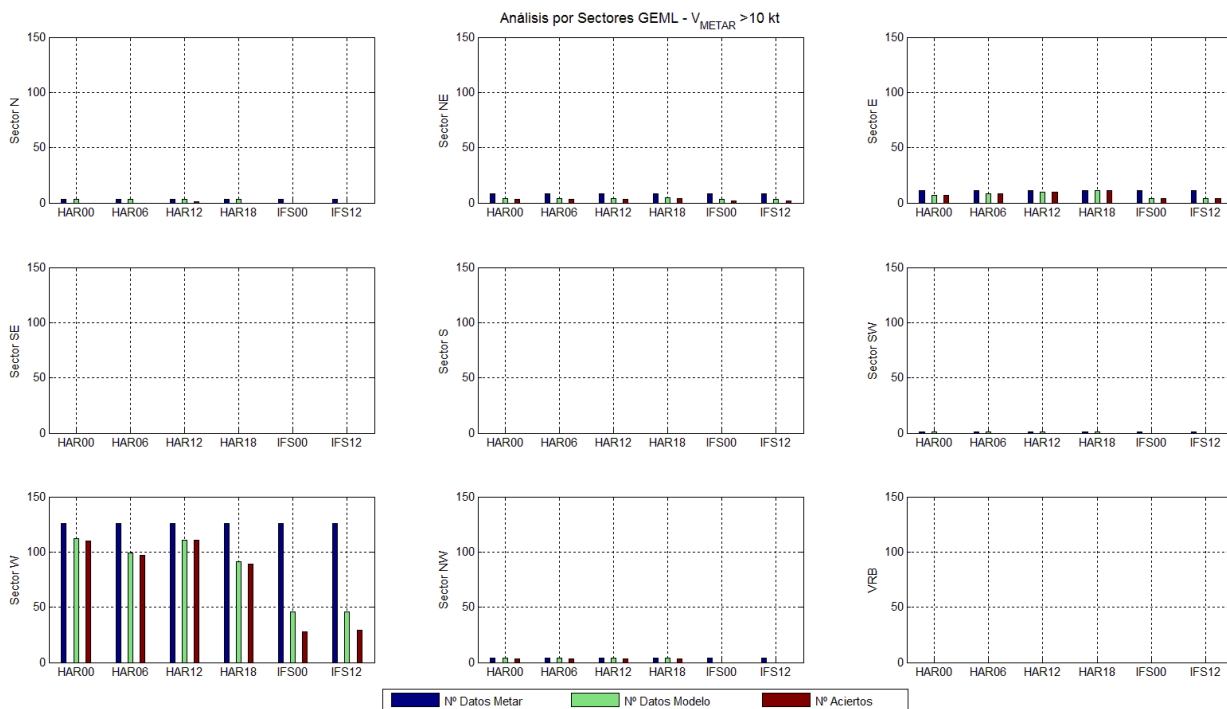 Análisis por Sectores GEML - V_METAR >10 kt
150
100
50
0
Sector N
HAR00 HAR06 HAR12 HAR18 IFS00 IFS12
150
100
50
0
Sector NE
HAR00 HAR06 HAR12 HAR18 IFS00 IFS12
150
100
50
0
Sector E
HAR00 HAR06 HAR12 HAR18 IFS00 IFS12
150
100
50
0
Sector SE
HAR00 HAR06 HAR12 HAR18 IFS00 IFS12
150
100
50
0
Sector S
HAR00 HAR06 HAR12 HAR18 IFS00 IFS12
150
100
50
0
Sector SW
HAR00 HAR06 HAR12 HAR18 IFS00 IFS12
150
100
50
0
Sector W
HAR00 HAR06 HAR12 HAR18 IFS00 IFS12
150
100
50
0
Sector NW
HAR00 HAR06 HAR12 HAR18 IFS00 IFS12
150
100
50
0
VRB
HAR00 HAR06 HAR12 HAR18 IFS00 IFS12
Nº Datos Metar Nº Datos Modelo Nº Aciertos